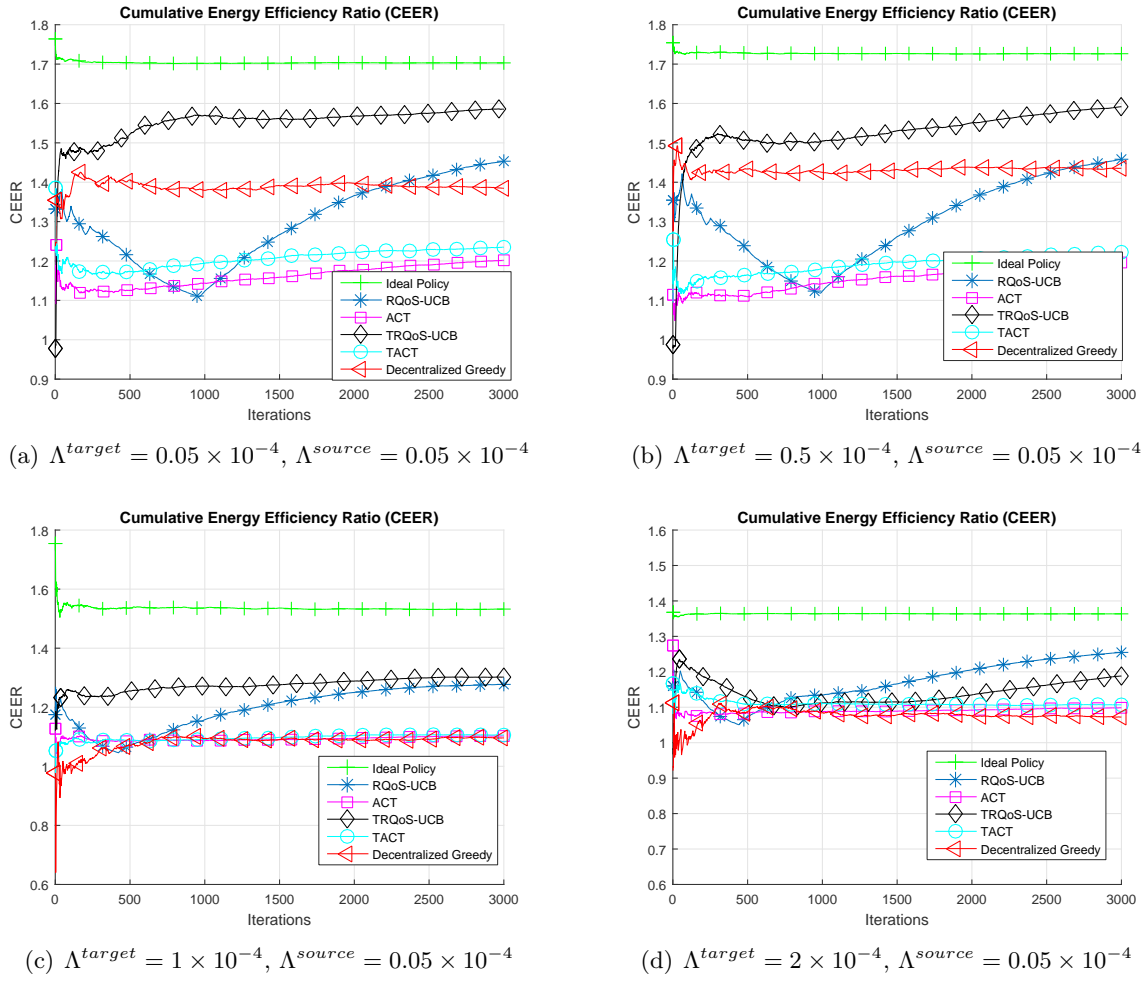 Cumulative Energy Efficiency Ratio (CEER)
1.8
1.7
1.6
1.5
1.4
1.3
1.2
1.1
1
0.9
CEER
0 500 1000 1500 2000 2500 3000
Iterations
Ideal Policy
RQoS-UCB
ACT
TRQoS-UCB
TACT
Decentralized Greedy
(a) Λ^{target} = 0.05 × 10^{−4}, Λ^{source} = 0.05 × 10^{−4}
Cumulative Energy Efficiency Ratio (CEER)
1.8
1.7
1.6
1.5
1.4
1.3
1.2
1.1
1
0.9
CEER
0 500 1000 1500 2000 2500 3000
Iterations
Ideal Policy
RQoS-UCB
ACT
TRQoS-UCB
TACT
Decentralized Greedy
(b) Λ^{target} = 0.5 × 10^{−4}, Λ^{source} = 0.05 × 10^{−4}
Cumulative Energy Efficiency Ratio (CEER)
1.8
1.6
1.4
1.2
1
0.8
0.6
CEER
0 500 1000 1500 2000 2500 3000
Iterations
Ideal Policy
RQoS-UCB
ACT
TRQoS-UCB
TACT
Decentralized Greedy
(c) Λ^{target} = 1 × 10^{−4}, Λ^{source} = 0.05 × 10^{−4}
Cumulative Energy Efficiency Ratio (CEER)
1.6
1.5
1.4
1.3
1.2
1.1
1
0.9
0.8
0.7
0.6
CEER
0 500 1000 1500 2000 2500 3000
Iterations
Ideal Policy
RQoS-UCB
ACT
TRQoS-UCB
TACT
Decentralized Greedy
(d) Λ^{target} = 2 × 10^{−4}, Λ^{source} = 0.05 × 10^{−4}